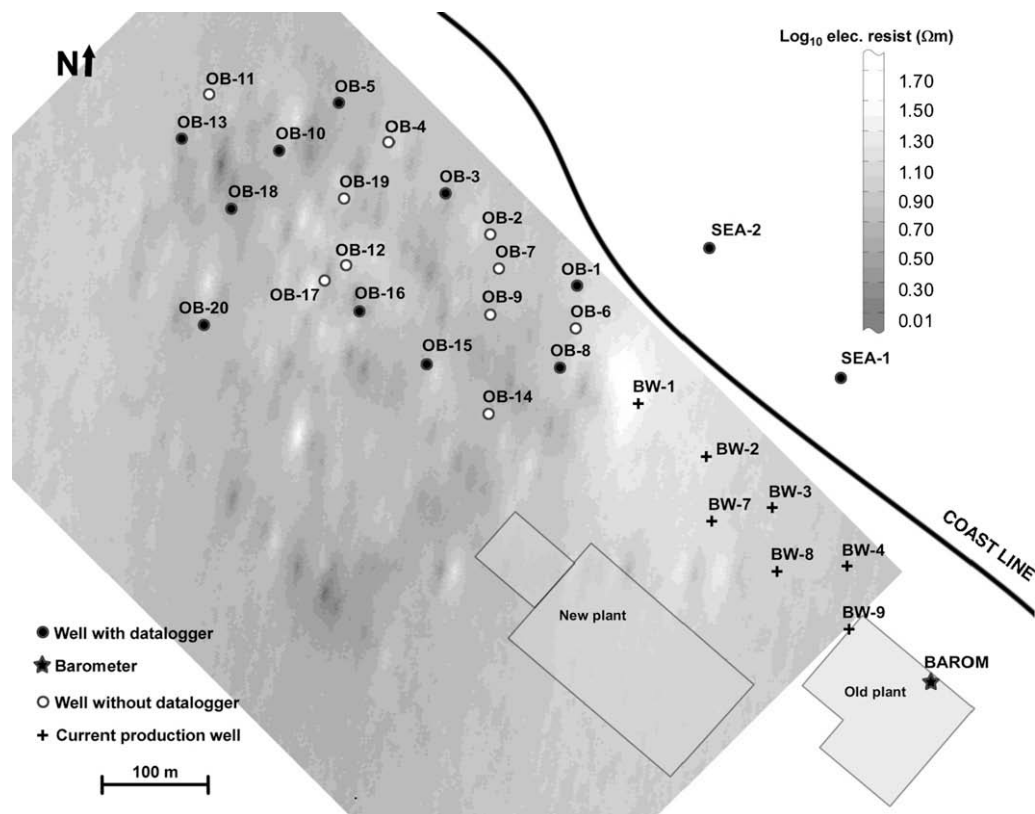 Log10 elec. resist (Ωm)
N
OB-11
OB-5
1.70
1.50
OB-13
OB-10
OB-4
1.30
1.10
OB-3
0.90
OB-18
OB-19
0.70
OB-2
SEA-2
0.50
OB-12
OB-7
OB-1
0.30
OB-17
OB-16
OB-9
OB-6
0.01
OB-20
OB-15
OB-8
SEA-1
BW-1
OB-14
BW-2
BW-3
BW-7
COAST LINE
BW-8
BW-4
BW-9
New plant
Well with datalogger
Barometer
BAROM
Old plant
Well without datalogger
Current production well
100 m